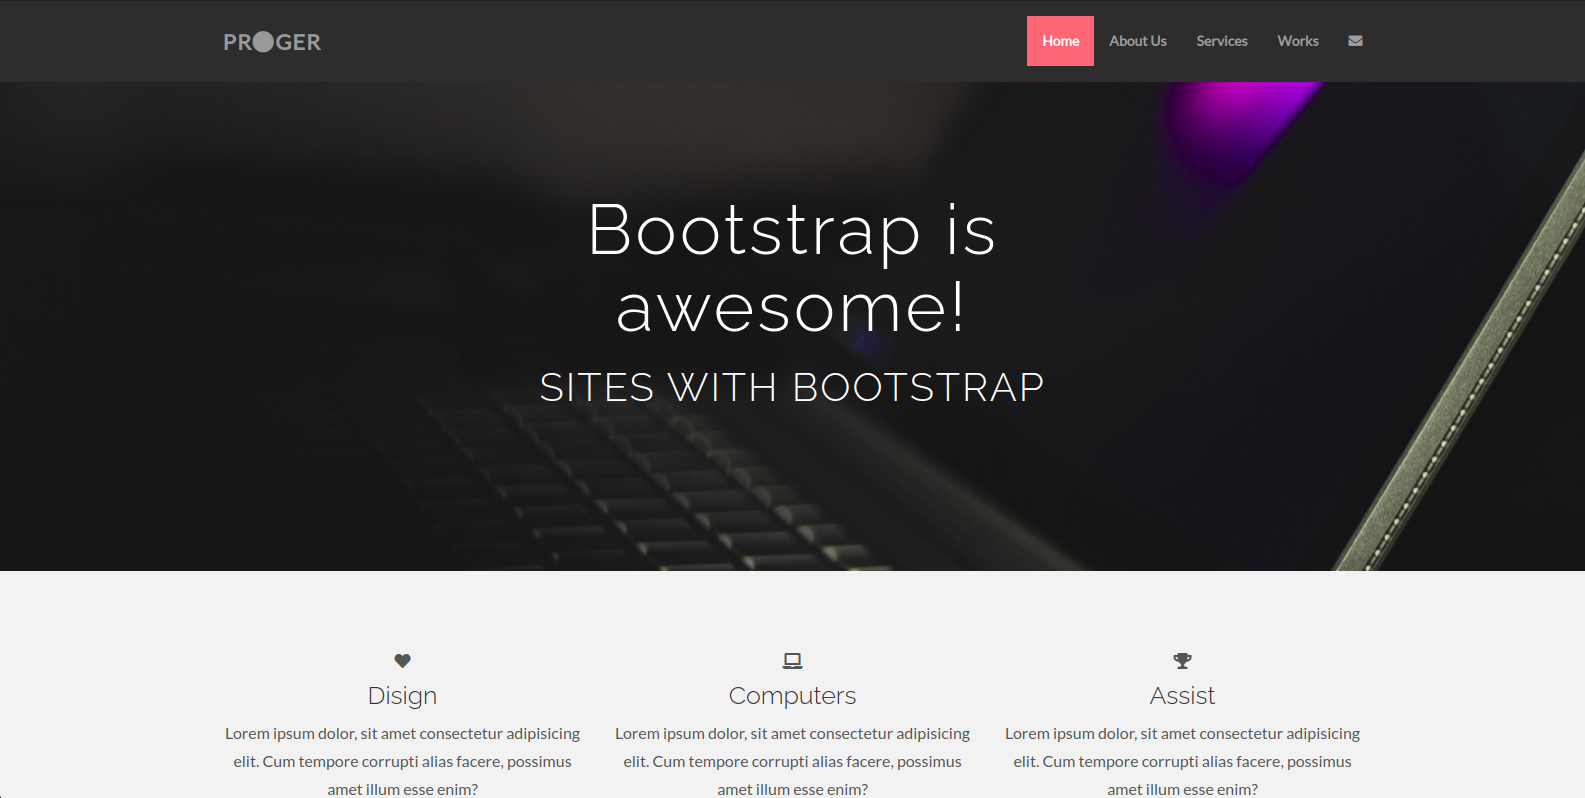 PR●GER
Home About Us Services Works
Bootstrap is
awesome!
SITES WITH BOOTSTRAP
Disign
Lorem ipsum dolor, sit amet consectetur adipisicing
elit. Cum tempore corrupti alias facere, possimus
amet illum esse enim?
Computers
Lorem ipsum dolor, sit amet consectetur adipisicing
elit. Cum tempore corrupti alias facere, possimus
amet illum esse enim?
Assist
Lorem ipsum dolor, sit amet consectetur adipisicing
elit. Cum tempore corrupti alias facere, possimus
amet illum esse enim?